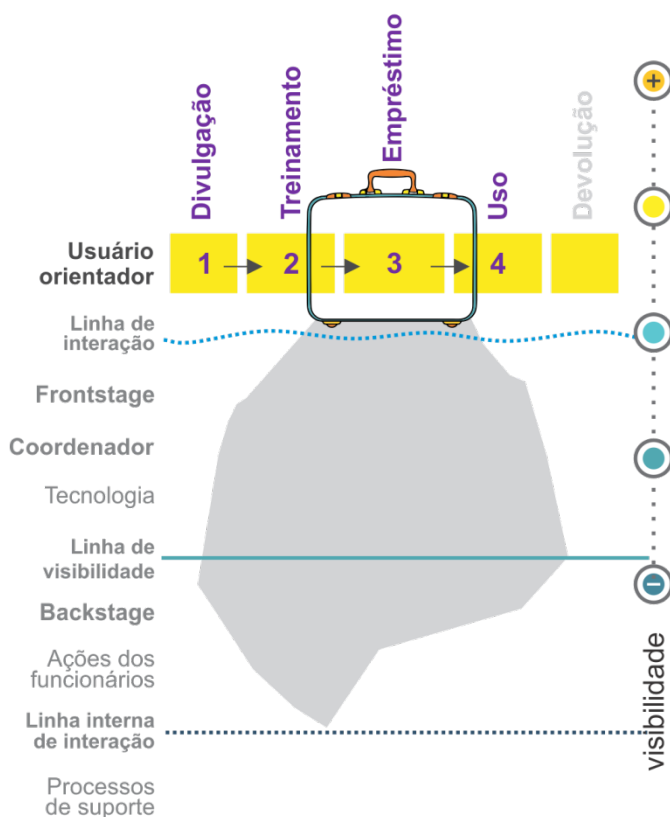 Divulgação
Treinamento
Empréstimo
Uso
Devolução
+
Usuário
orientador
1
2
3
4
Linha de
interação
Frontstage
Coordenador
Tecnologia
Linha de
visibilidade
Backstage
Ações dos
funcionários
Linha interna
de interação
Processos
de suporte
visibilidade